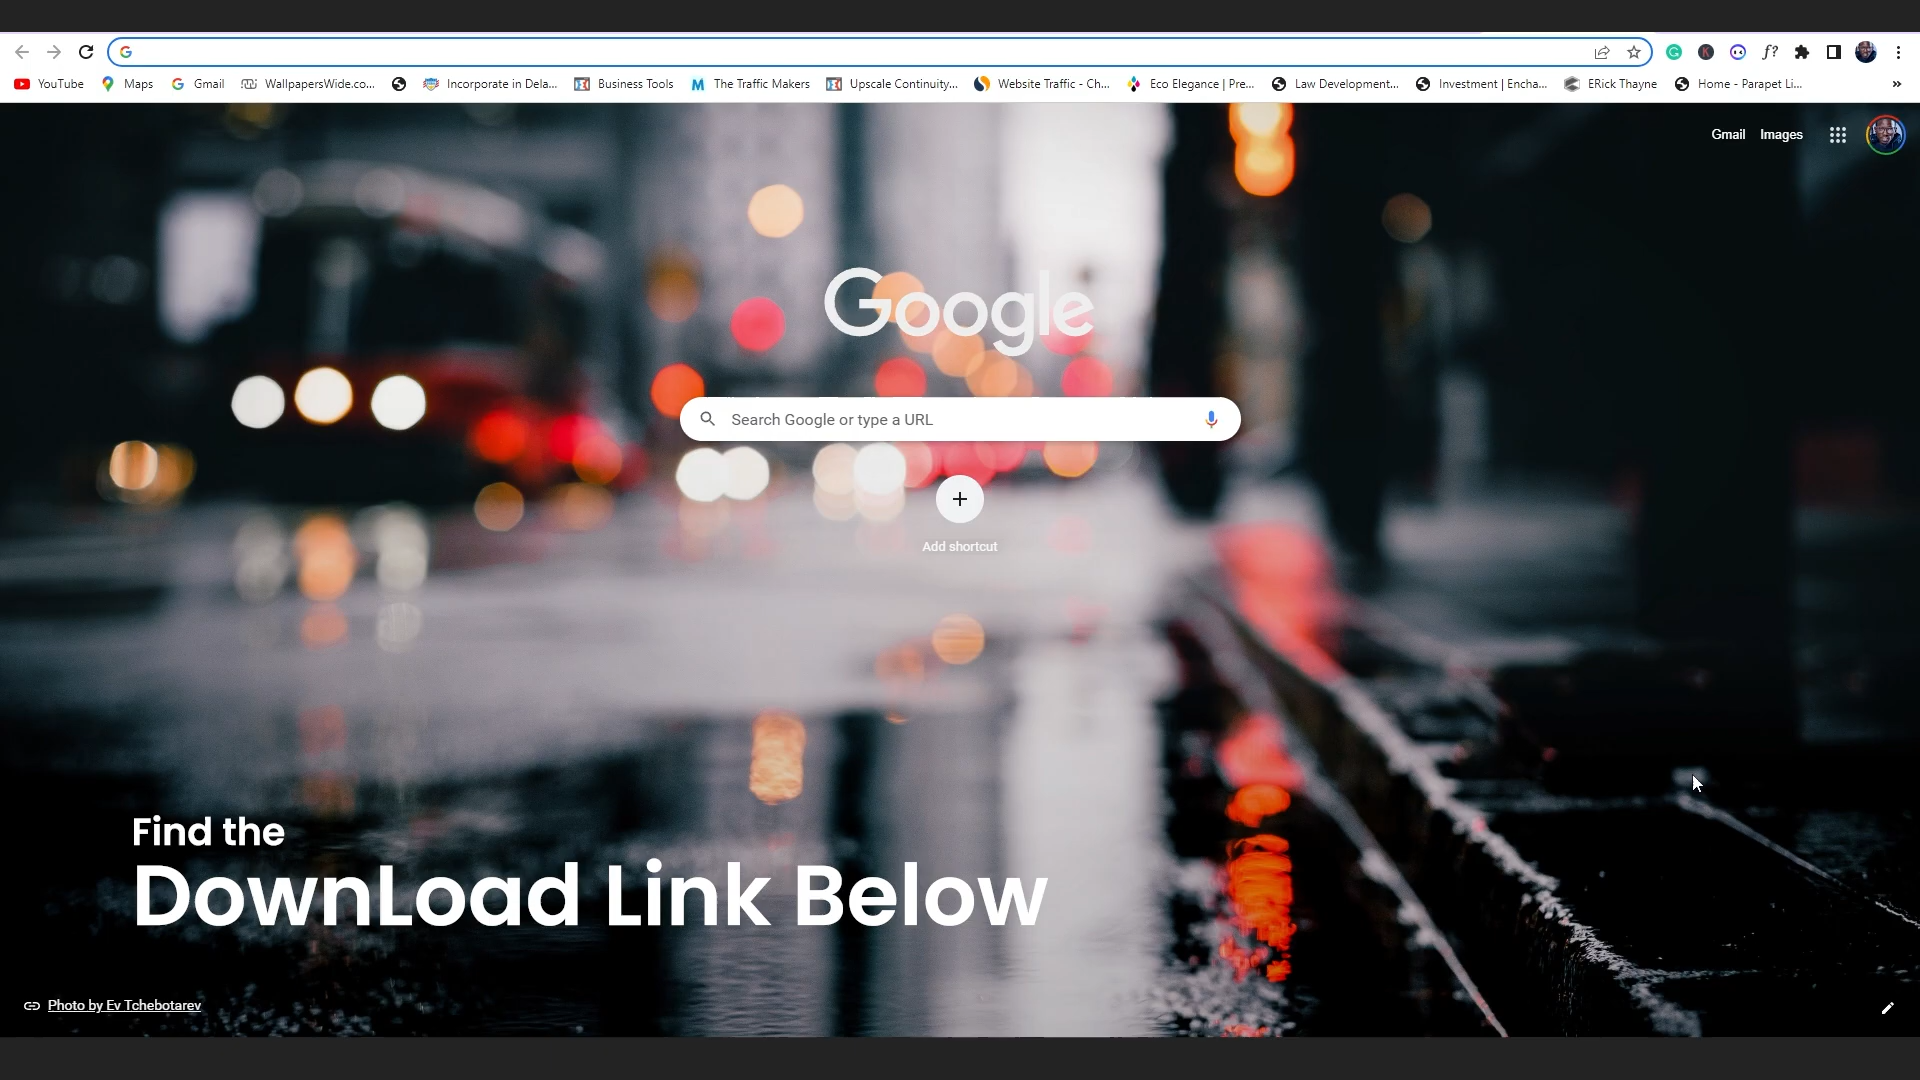 YouTube Maps Gmail WallpapersWide.co... Incorporate in Dela... Business Tools The Traffic Makers Upscale Continuity... Website Traffic - Ch... Eco Elegance | Pre... Law Development... Investment | Encha... ERick Thayne Home - Parapet Li... »
Gmail Images
Google
Search Google or type a URL
Add shortcut
Find the
DownLoad Link Below
Photo by Ev Tchebotarev